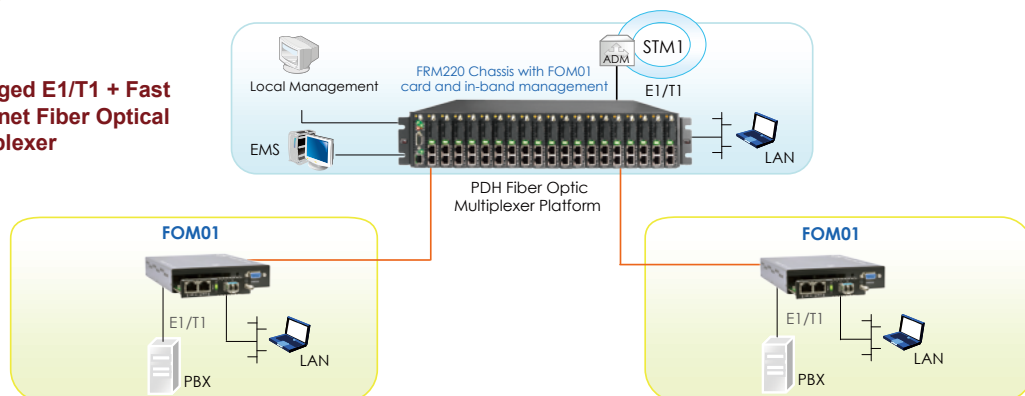 ged E1/T1 + Fast
net Fiber Optical
plexer
Local Management
EMS
FRM220 Chassis with FOM01
card and in-band management
ADM
STM1
E1/T1
LAN
PDH Fiber Optic
Multiplexer Platform
FOM01
E1/T1
PBX
LAN
FOM01
E1/T1
PBX
LAN